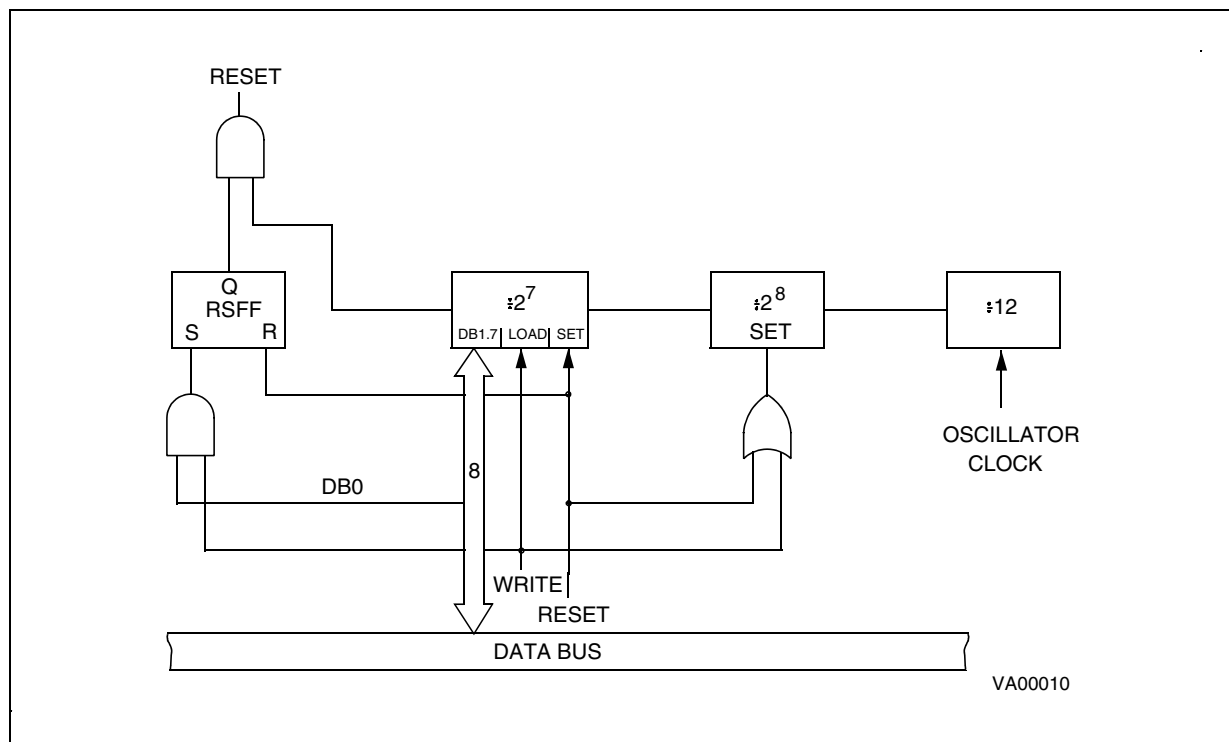 RESET
Q
RSFF
S R
÷2⁷
DB1.7 LOAD SET
÷2⁸
SET
÷12
OSCILLATOR
CLOCK
8
DB0
WRITE
RESET
DATA BUS
VA00010